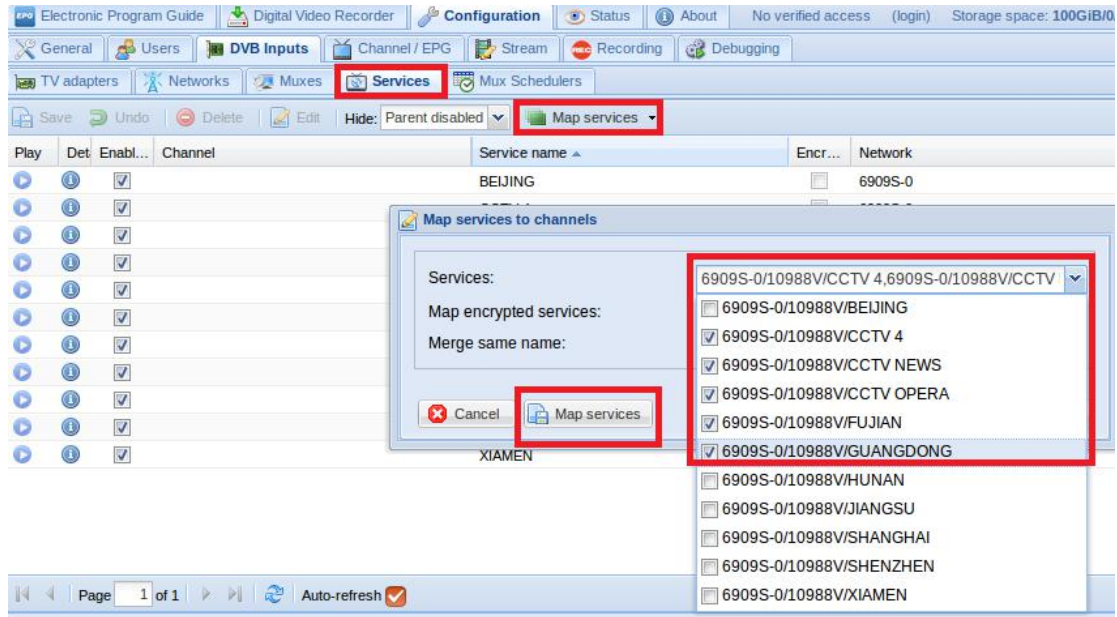 EPG Electronic Program Guide Digital Video Recorder Configuration Status About No verified access (login) Storage space: 100GiB/0
General Users DVB Inputs Channel / EPG Stream Recording Debugging
TV adapters Networks Muxes Services Mux Schedulers
Save Undo Delete Edit Hide: Parent disabled Map services
Play Det Enabl... Channel Service name Encr... Network
BEIJING 6909S-0
Map services to channels
Services: 6909S-0/10988V/CCTV 4,6909S-0/10988V/CCTV
6909S-0/10988V/BEIJING
Map encrypted services:
6909S-0/10988V/CCTV 4
Merge same name:
6909S-0/10988V/CCTV NEWS
6909S-0/10988V/CCTV OPERA
Cancel Map services
6909S-0/10988V/FUJIAN
XIAMEN
6909S-0/10988V/GUANGDONG
6909S-0/10988V/HUNAN
6909S-0/10988V/JIANGSU
6909S-0/10988V/SHANGHAI
6909S-0/10988V/SHENZHEN
6909S-0/10988V/XIAMEN
Page 1 of 1 Auto-refresh